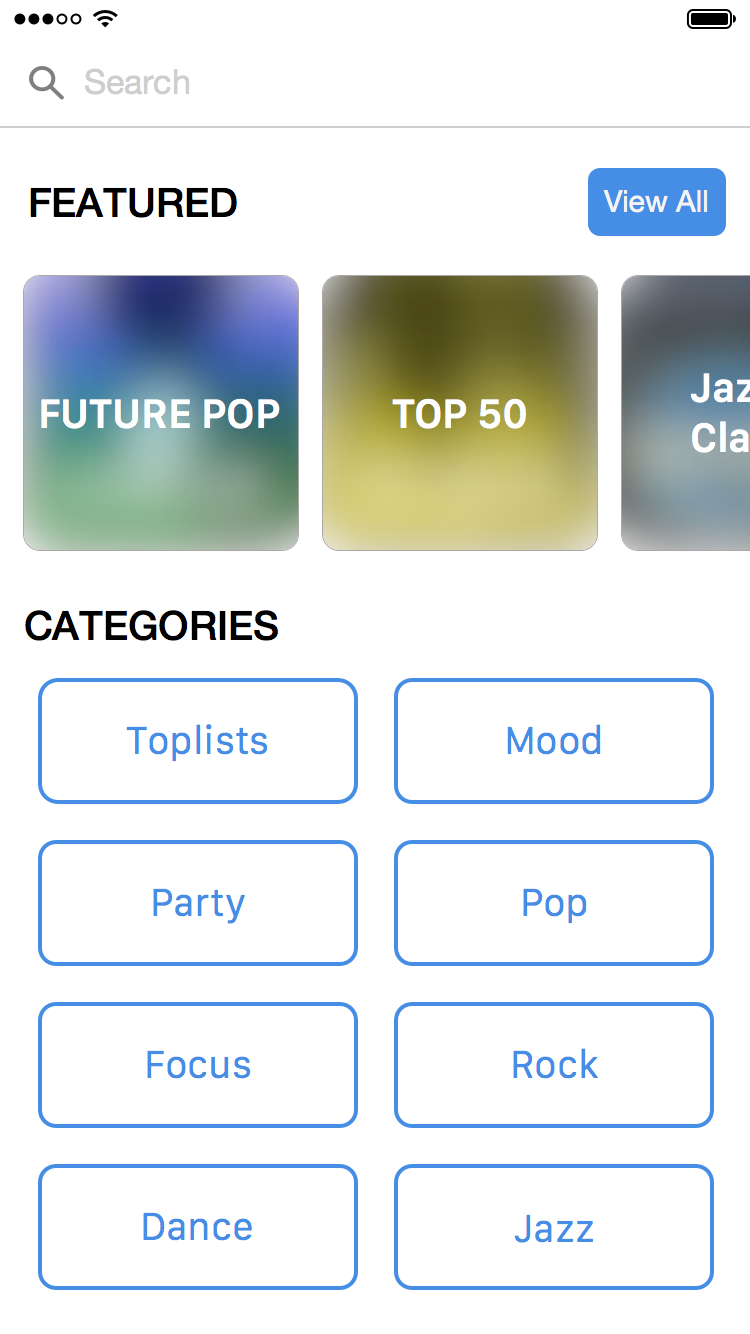 Search
FEATURED
View All
FUTURE POP
TOP 50
Jaz
Cla
CATEGORIES
Toplists
Mood
Party
Pop
Focus
Rock
Dance
Jazz